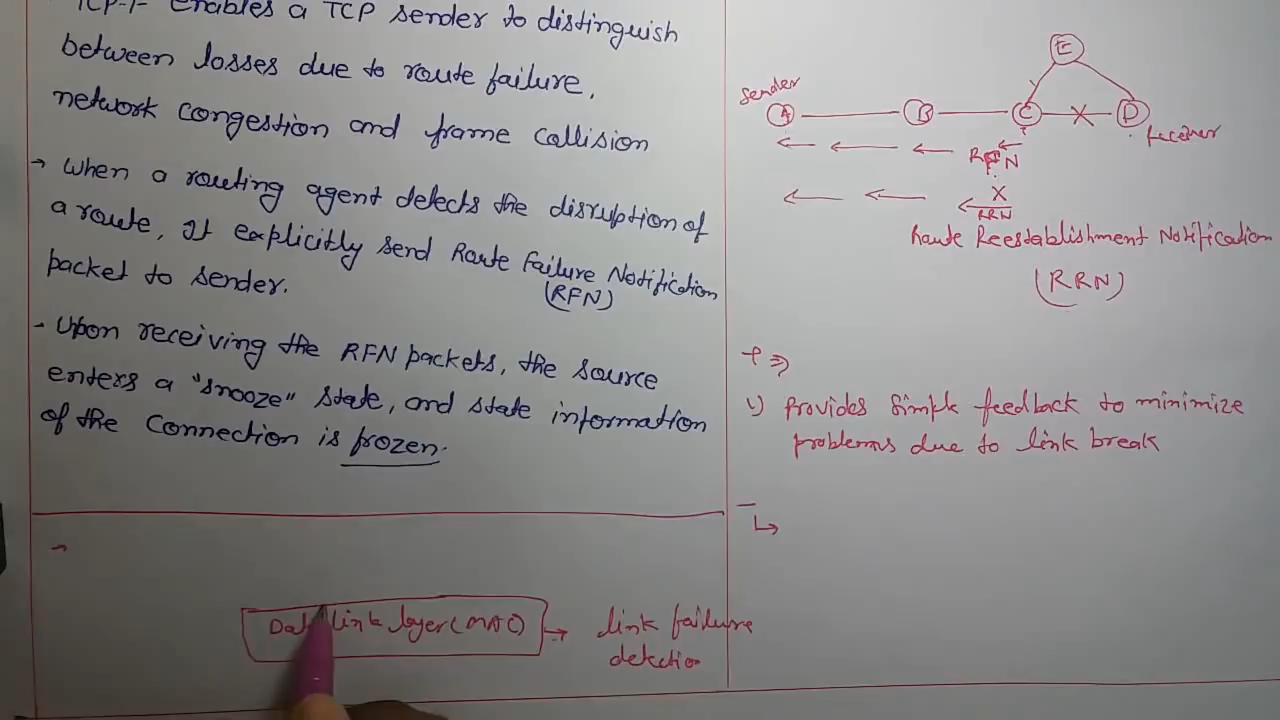 TCP-F enables a TCP sender to distinguish
between losses due to route failure,
network congestion and frame collision
→ When a routing agent detects the disruption of
a route, It explicitly send Route Failure Notification
packet to sender.
(RFN)
- Upon receiving the RFN packets, the source
enters a "snooze" state, and state information
of the connection is frozen.
→
Data link layer (MAC) → link failure
detection
sender
A
B
C
E
D
receiver
RFN
X
RRN
Route Reestablishment Notification
(RRN)
+ ⇒
1) Provides simple feedback to minimize
problems due to link break
- ↳